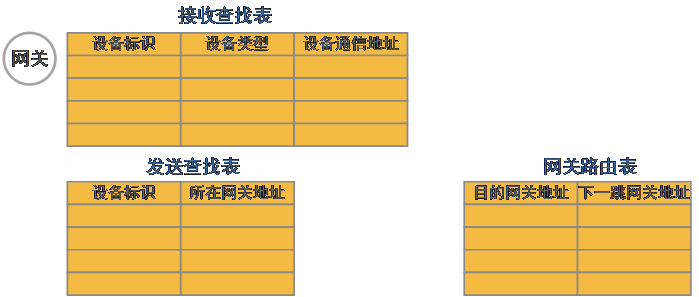 接收查找表
网关
设备标识 设备类型 设备通信地址
发送查找表
设备标识 所在网关地址
网关路由表
目的网关地址 下一跳网关地址